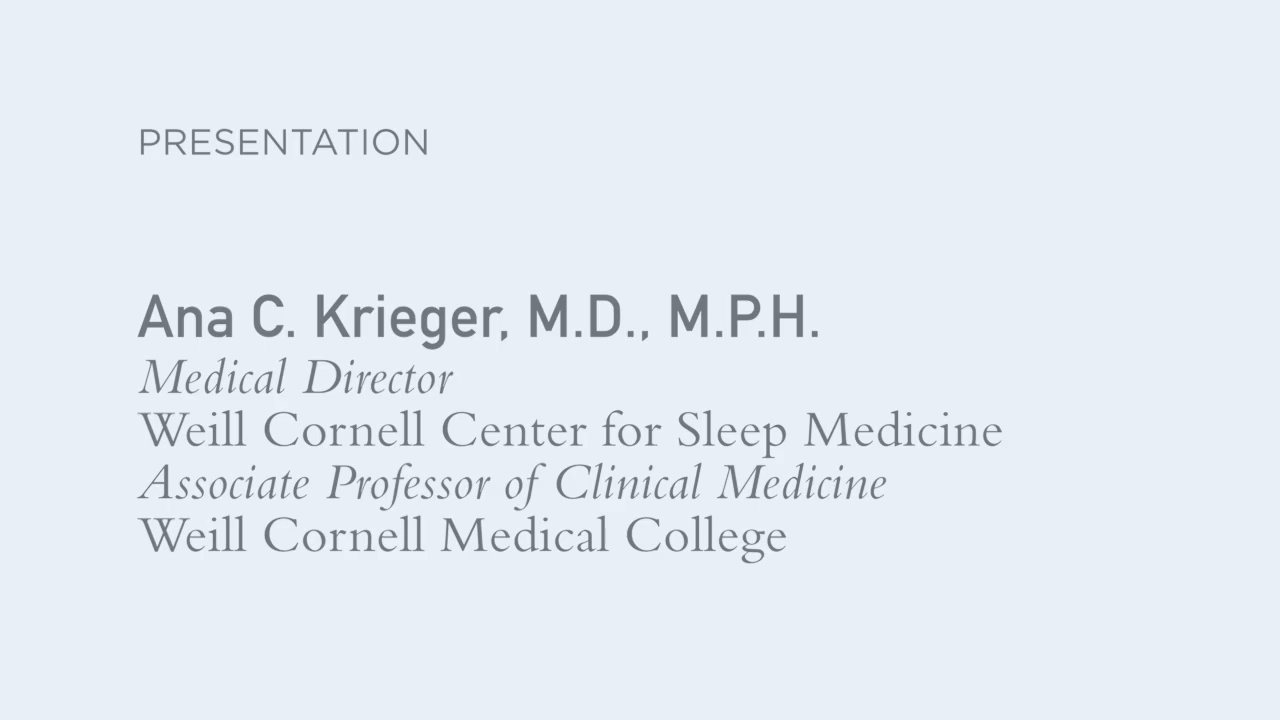 PRESENTATION
Ana C. Krieger, M.D., M.P.H.
Medical Director
Weill Cornell Center for Sleep Medicine
Associate Professor of Clinical Medicine
Weill Cornell Medical College